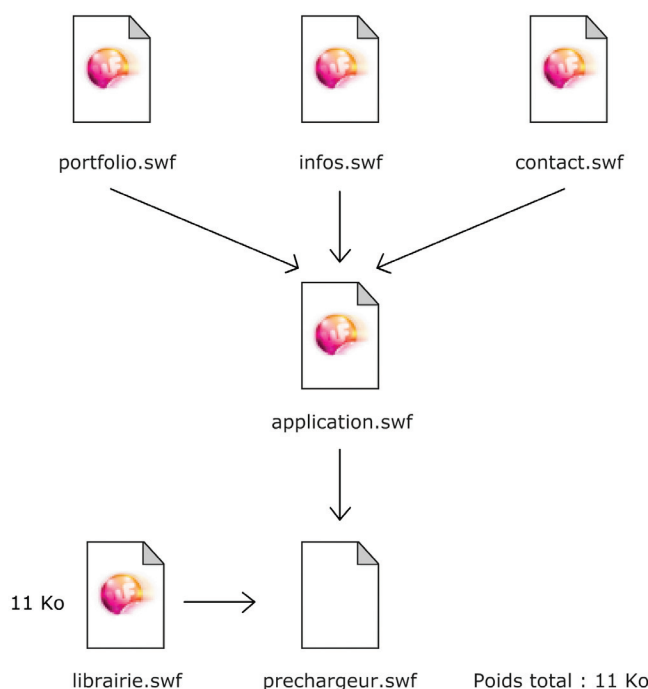 portfolio.swf
infos.swf
contact.swf
application.swf
11 Ko
librairie.swf
prechargeur.swf
Poids total : 11 Ko